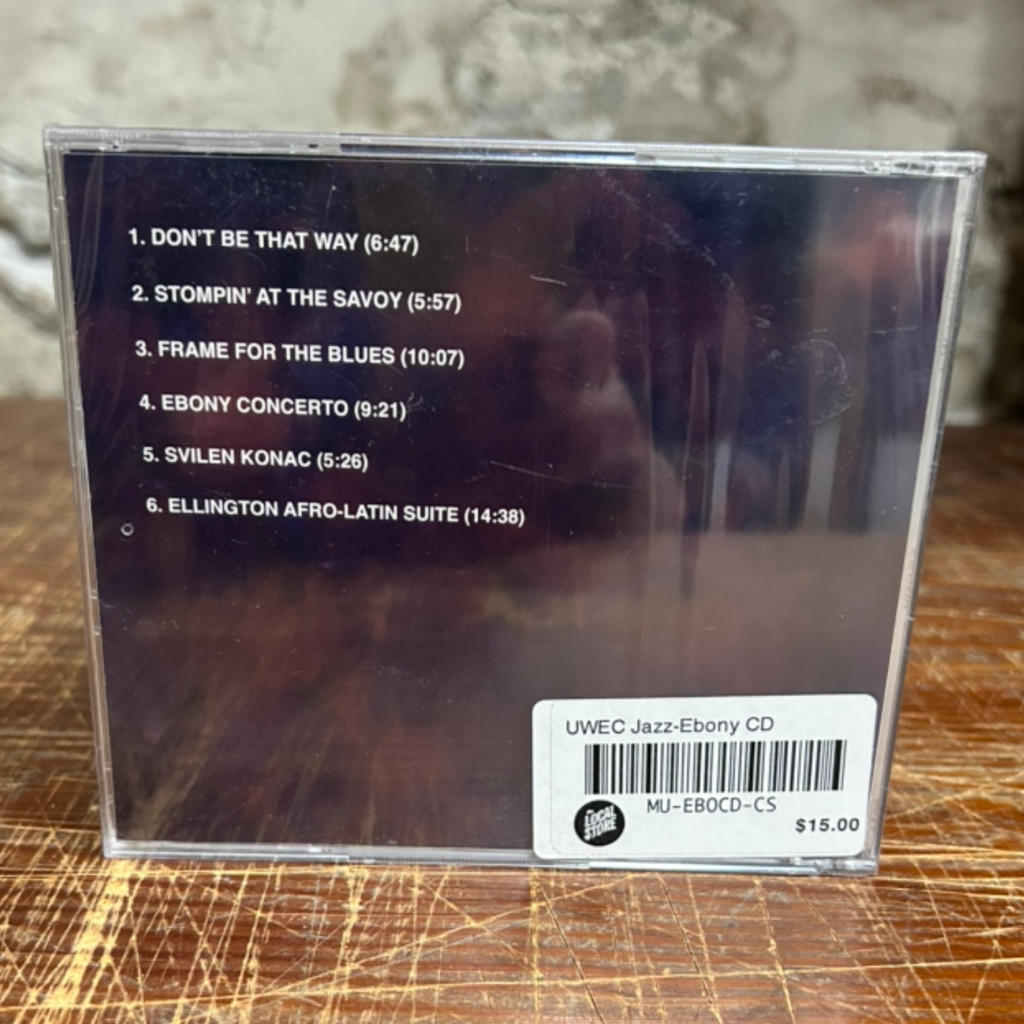 1. DON'T BE THAT WAY (6:47)
2. STOMPIN' AT THE SAVOY (5:57)
3. FRAME FOR THE BLUES (10:07)
4. EBONY CONCERTO (9:21)
5. SVILEN KONAC (5:26)
6. ELLINGTON AFRO-LATIN SUITE (14:38)
UWEC Jazz-Ebony CD
MU-EBOCD-CS
LOCAL
STORE
$15.00